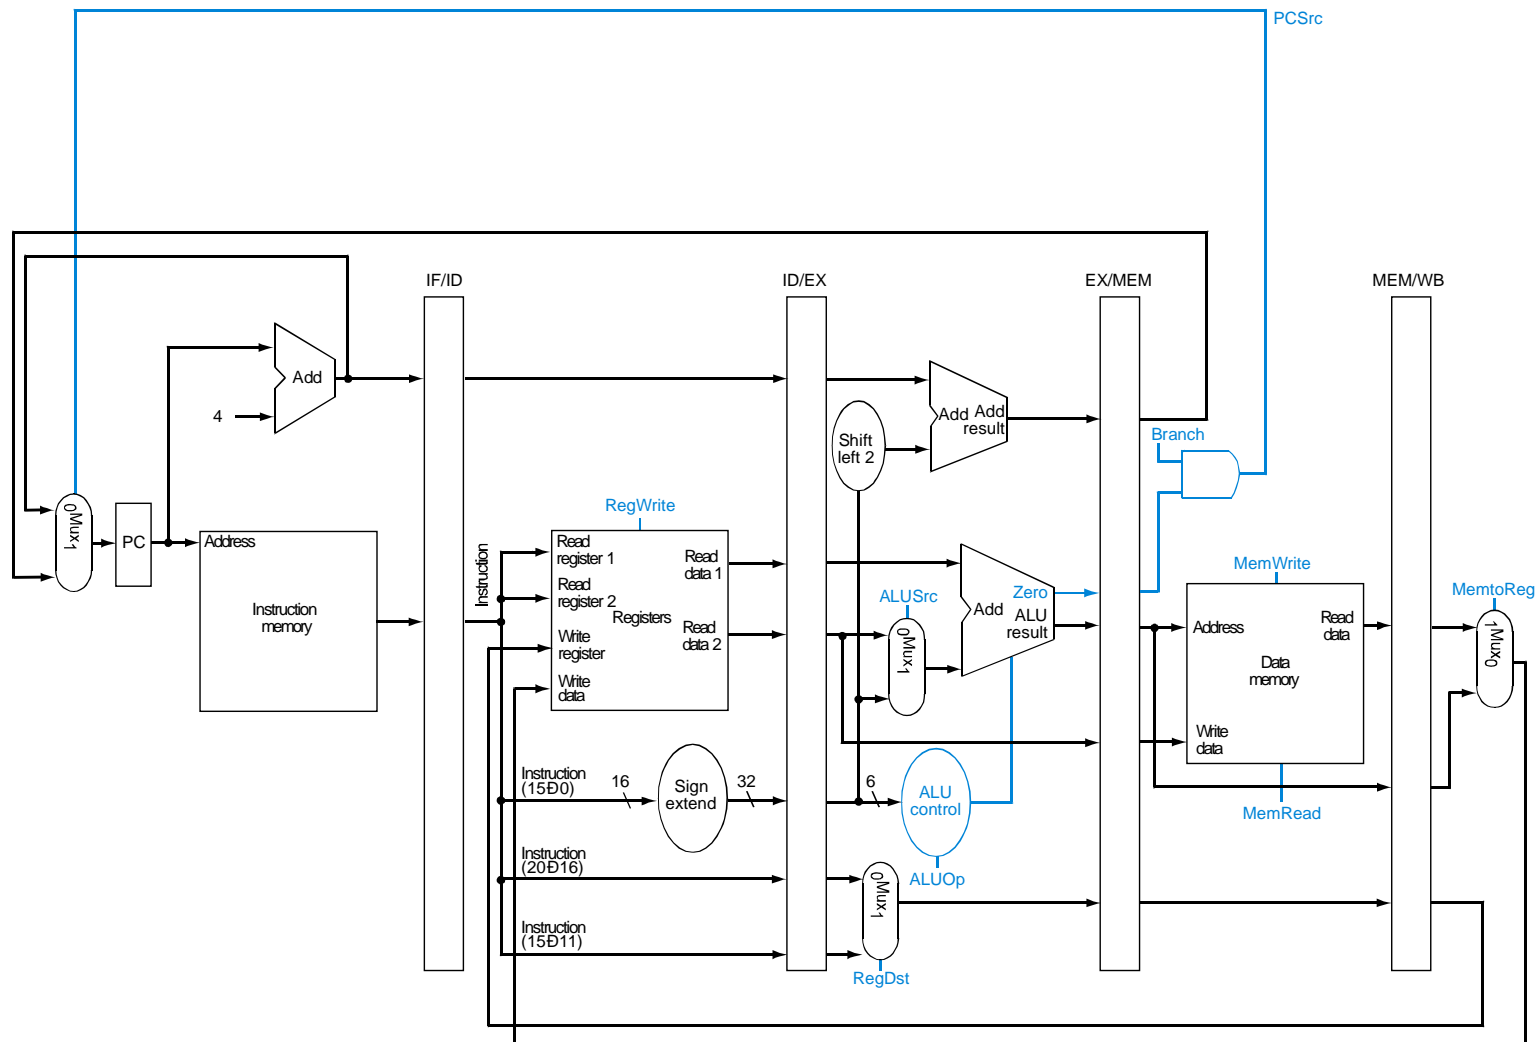 PCSrc
IF/ID
ID/EX
EX/MEM
MEM/WB
Add
4
Add
Add
result
Shift
left 2
Branch
RegWrite
0
Mux
1
PC
Address
Instruction
memory
Instruction
Read
register 1
Read
register 2
Write
register
Write
data
Registers
Read
data 1
Read
data 2
ALUSrc
0
Mux
1
Zero
Add
ALU
result
MemWrite
Address
Read
data
Data
memory
Write
data
MemRead
MemtoReg
1
Mux
0
Instruction
(15Ð0)
16
Sign
extend
32
6
ALU
control
ALUOp
Instruction
(20Ð16)
0
Mux
1
Instruction
(15Ð11)
RegDst